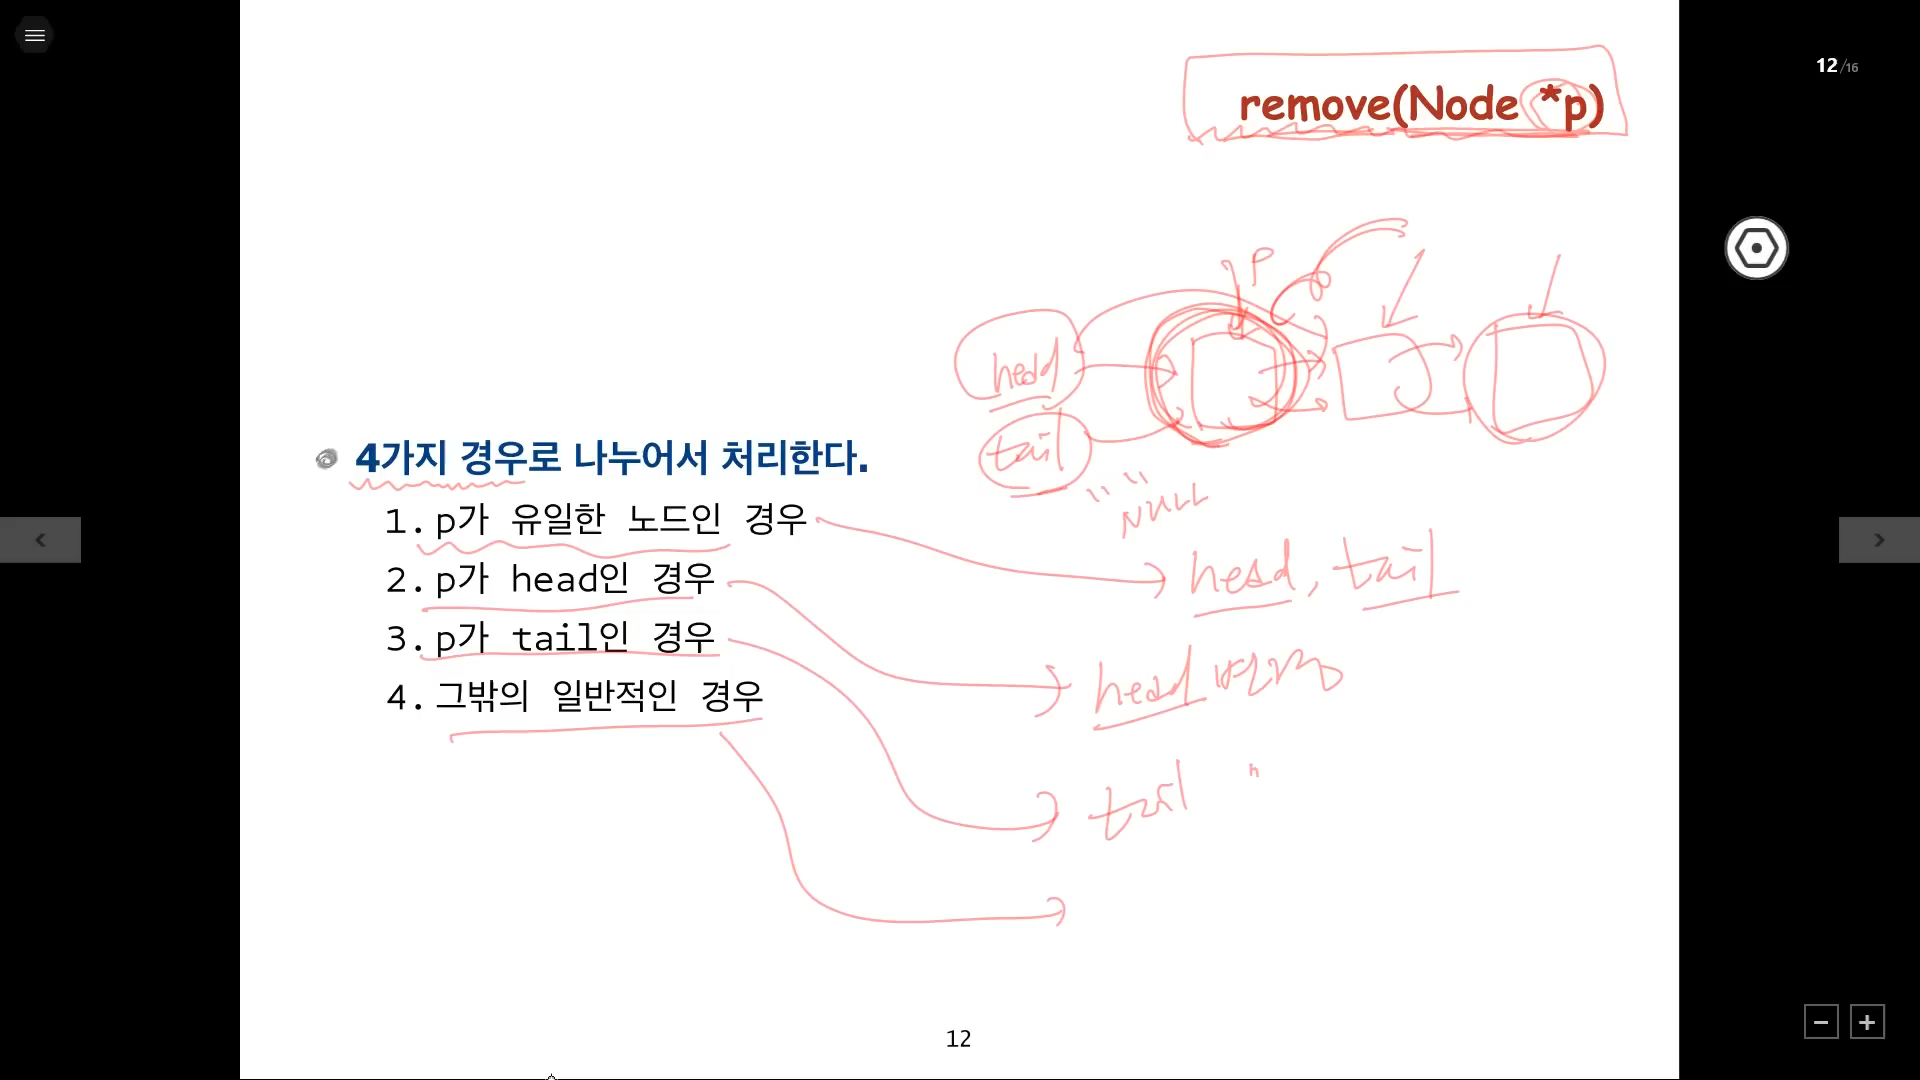 12/16
remove(Node *p)
p
head
tail
NULL
4가지 경우로 나누어서 처리한다.
1. p가 유일한 노드인 경우
head, tail
2. p가 head인 경우
3. p가 tail인 경우
head 변경
4. 그밖의 일반적인 경우
tail "
12